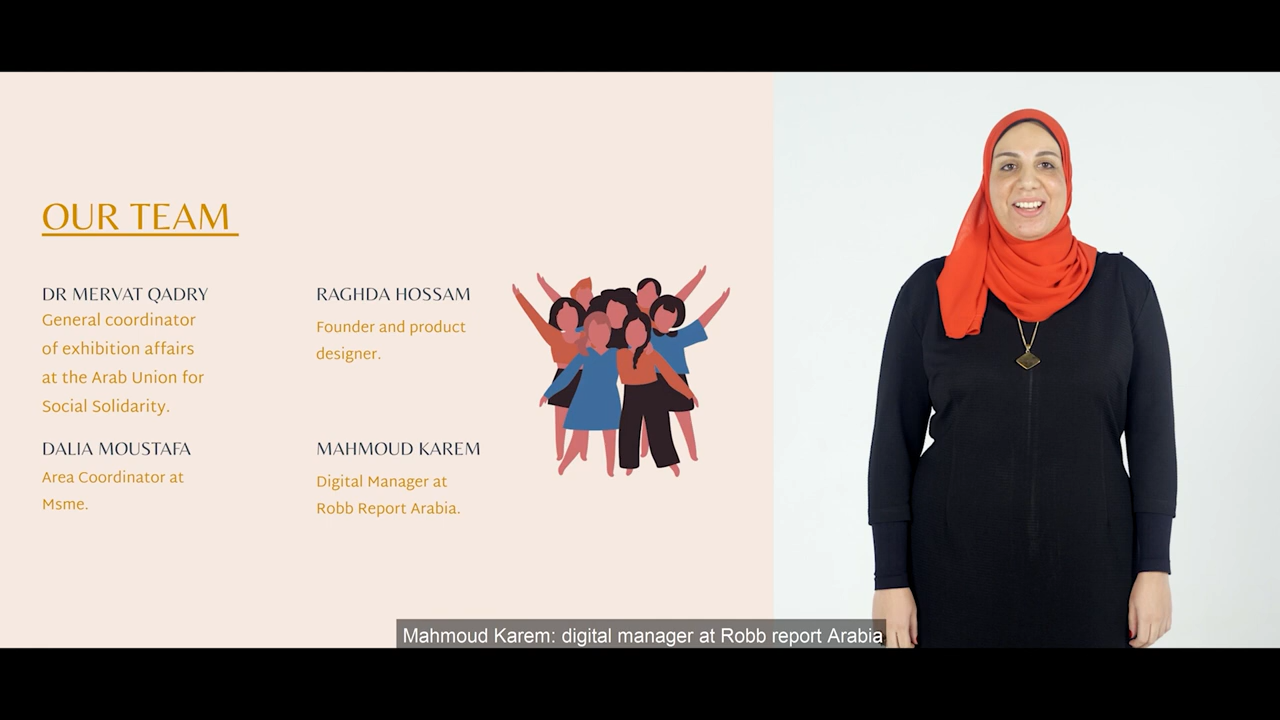 OUR TEAM
DR MERVAT QADRY
General coordinator
of exhibition affairs
at the Arab Union for
Social Solidarity.
RAGHDA HOSSAM
Founder and product
designer.
DALIA MOUSTAFA
Area Coordinator at
Msme.
MAHMOUD KAREM
Digital Manager at
Robb Report Arabia.
Mahmoud Karem: digital manager at Robb report Arabia